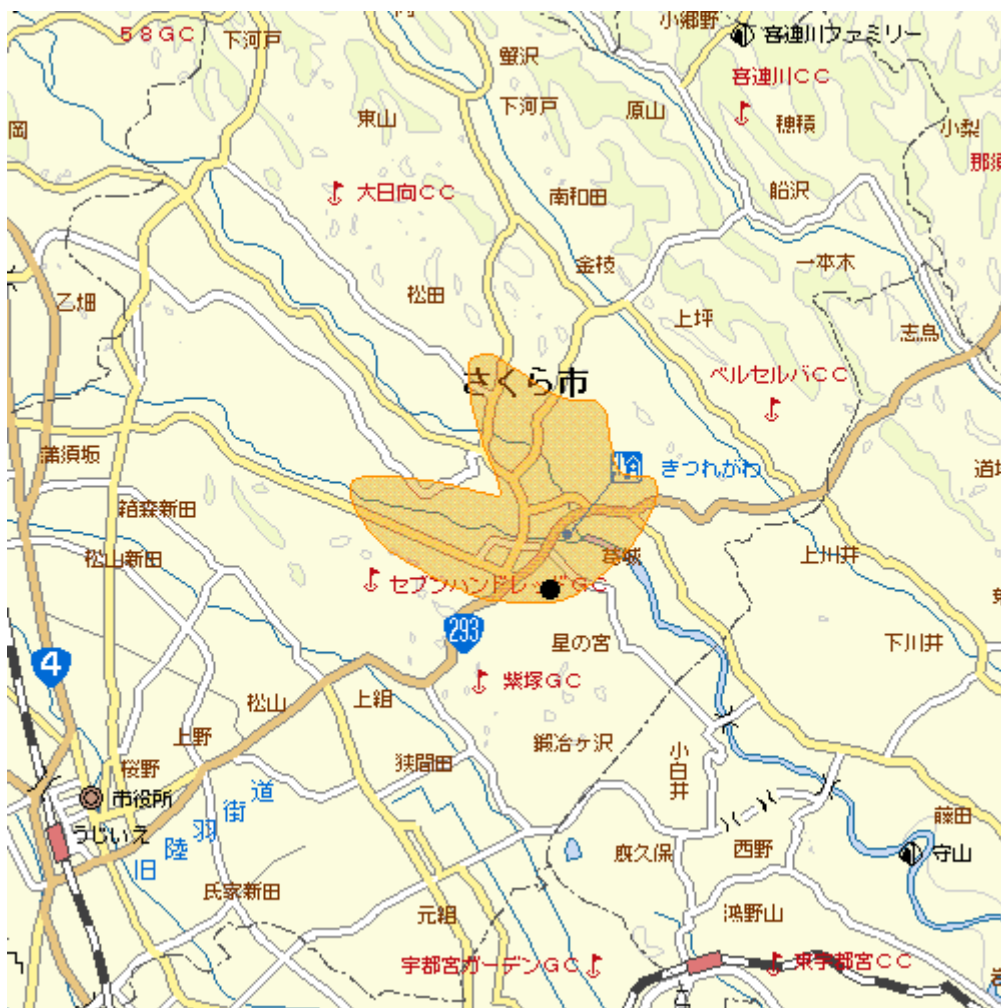 ５８ＧＣ
下河戸
小郷野
喜連川ファミリー
蟹沢
喜連川ＣＣ
下河戸
原山
東山
穂積
岡
小梨
那須
大日向ＣＣ
南和田
船沢
金枝
一本木
松田
乙畑
上坪
志鳥
さくら市
ベルセルバＣＣ
蒲須坂
きつれがわ
箱森新田
松山新田
葛城
上川井
セブンハンドレッドＧＣ
293
星の宮
下川井
4
紫塚ＧＣ
松山
上組
上野
鍛冶ヶ沢
狭間田
小白井
桜野
市役所
うじいえ
旧陸羽街道
藤田
鹿久保
西野
守山
氏家新田
元組
鴻野山
宇都宮ガーデンＧＣ
東宇都宮ＣＣ